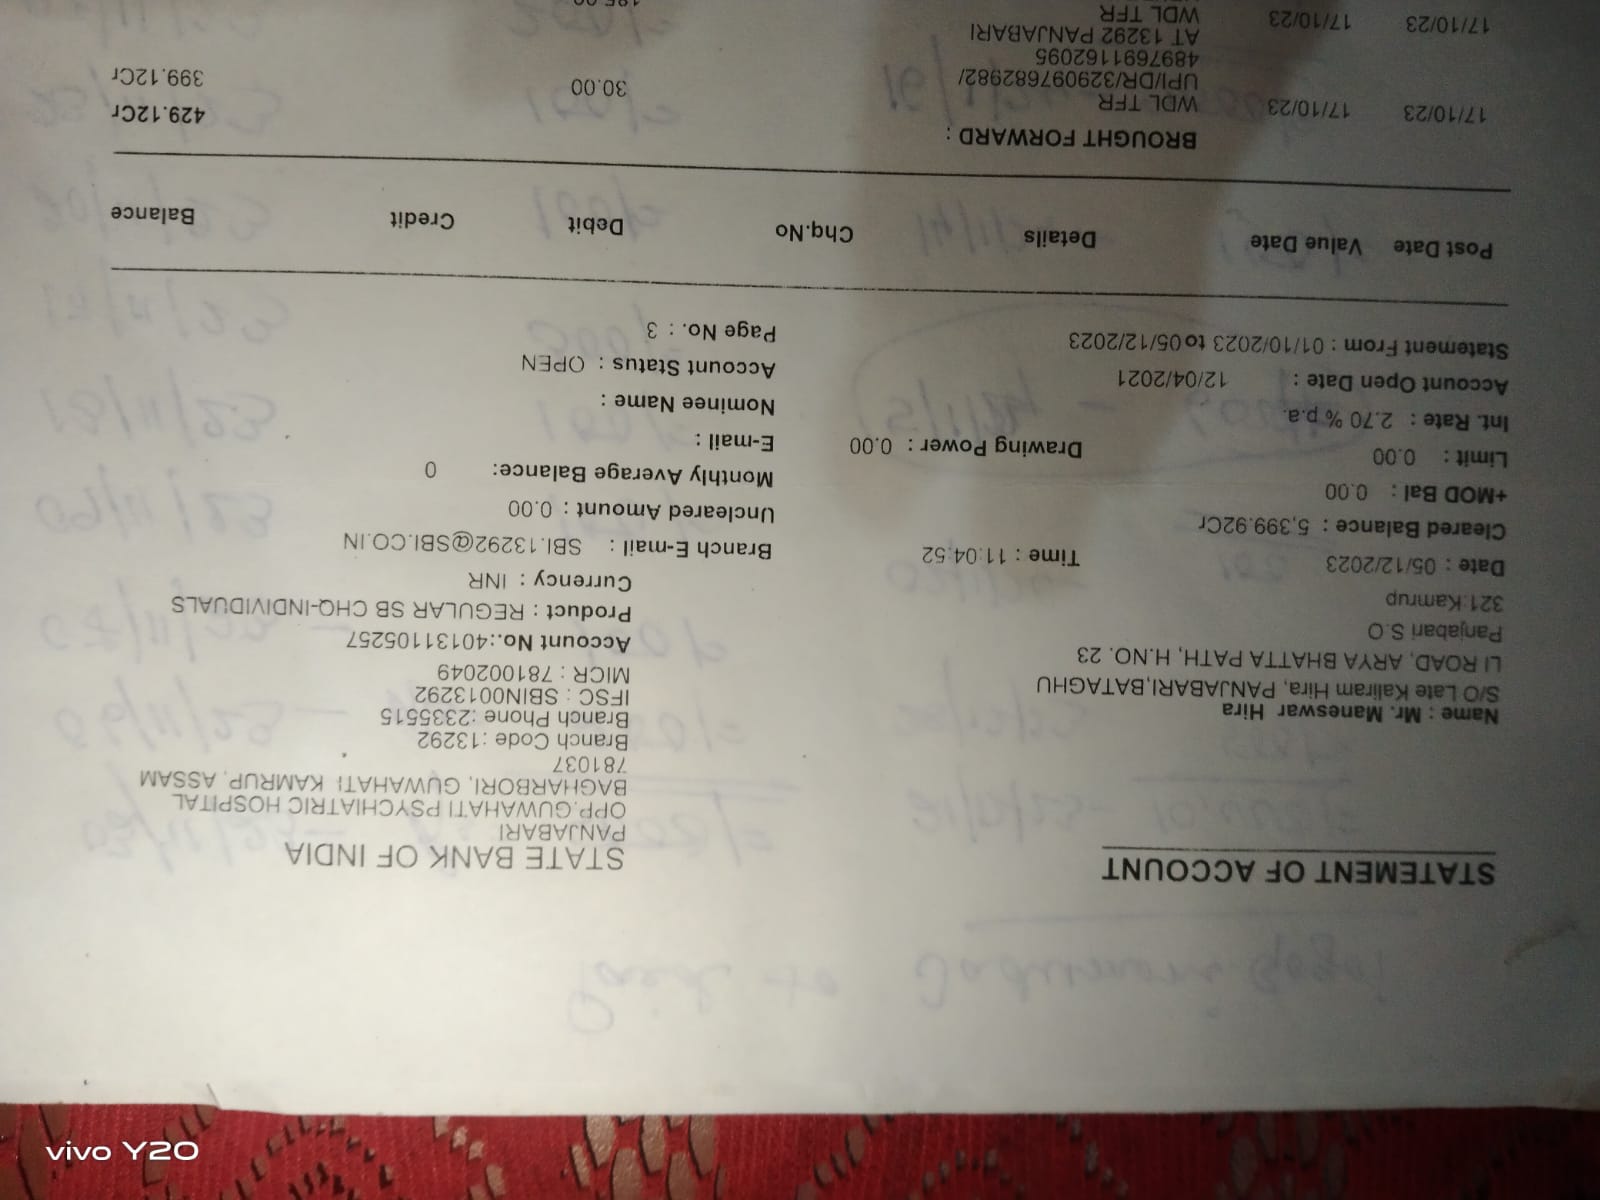 STATEMENT OF ACCOUNT
STATE BANK OF INDIA
PANJABARI
OPP.GUWAHATI PSYCHIATRIC HOSPITAL
BAGHARBORI, GUWAHATI KAMRUP, ASSAM
781037
Branch Code :13292
Branch Phone :2335515
IFSC : SBIN0013292
MICR : 781002049
Account No.:40131105257
Product : REGULAR SB CHQ-INDIVIDUALS
Currency : INR
Name : Mr. Maneswar Hira
S/O Late Kaliram Hira, PANJABARI,BATAGHU
LI ROAD, ARYA BHATTA PATH, H.NO. 23
Panjabari S.O
321:Kamrup
Date : 05/12/2023 Time : 11:04:52 Branch E-mail : SBI.13292@SBI.CO.IN
Cleared Balance : 5,399.92Cr Uncleared Amount : 0.00
+MOD Bal : 0.00 Monthly Average Balance: 0
Limit : 0.00 Drawing Power : 0.00 E-mail :
Int. Rate : 2.70 % p.a. Nominee Name :
Account Open Date : 12/04/2021 Account Status : OPEN
Statement From : 01/10/2023 to 05/12/2023 Page No. : 3
Post Date Value Date Details Chq.No Debit Credit Balance
BROUGHT FORWARD : 429.12Cr
17/10/23 17/10/23 WDL TFR 30.00 399.12Cr
UPI/DR/329097682982/
4897691162095
AT 13292 PANJABARI
17/10/23 17/10/23 WDL TFR
vivo Y20